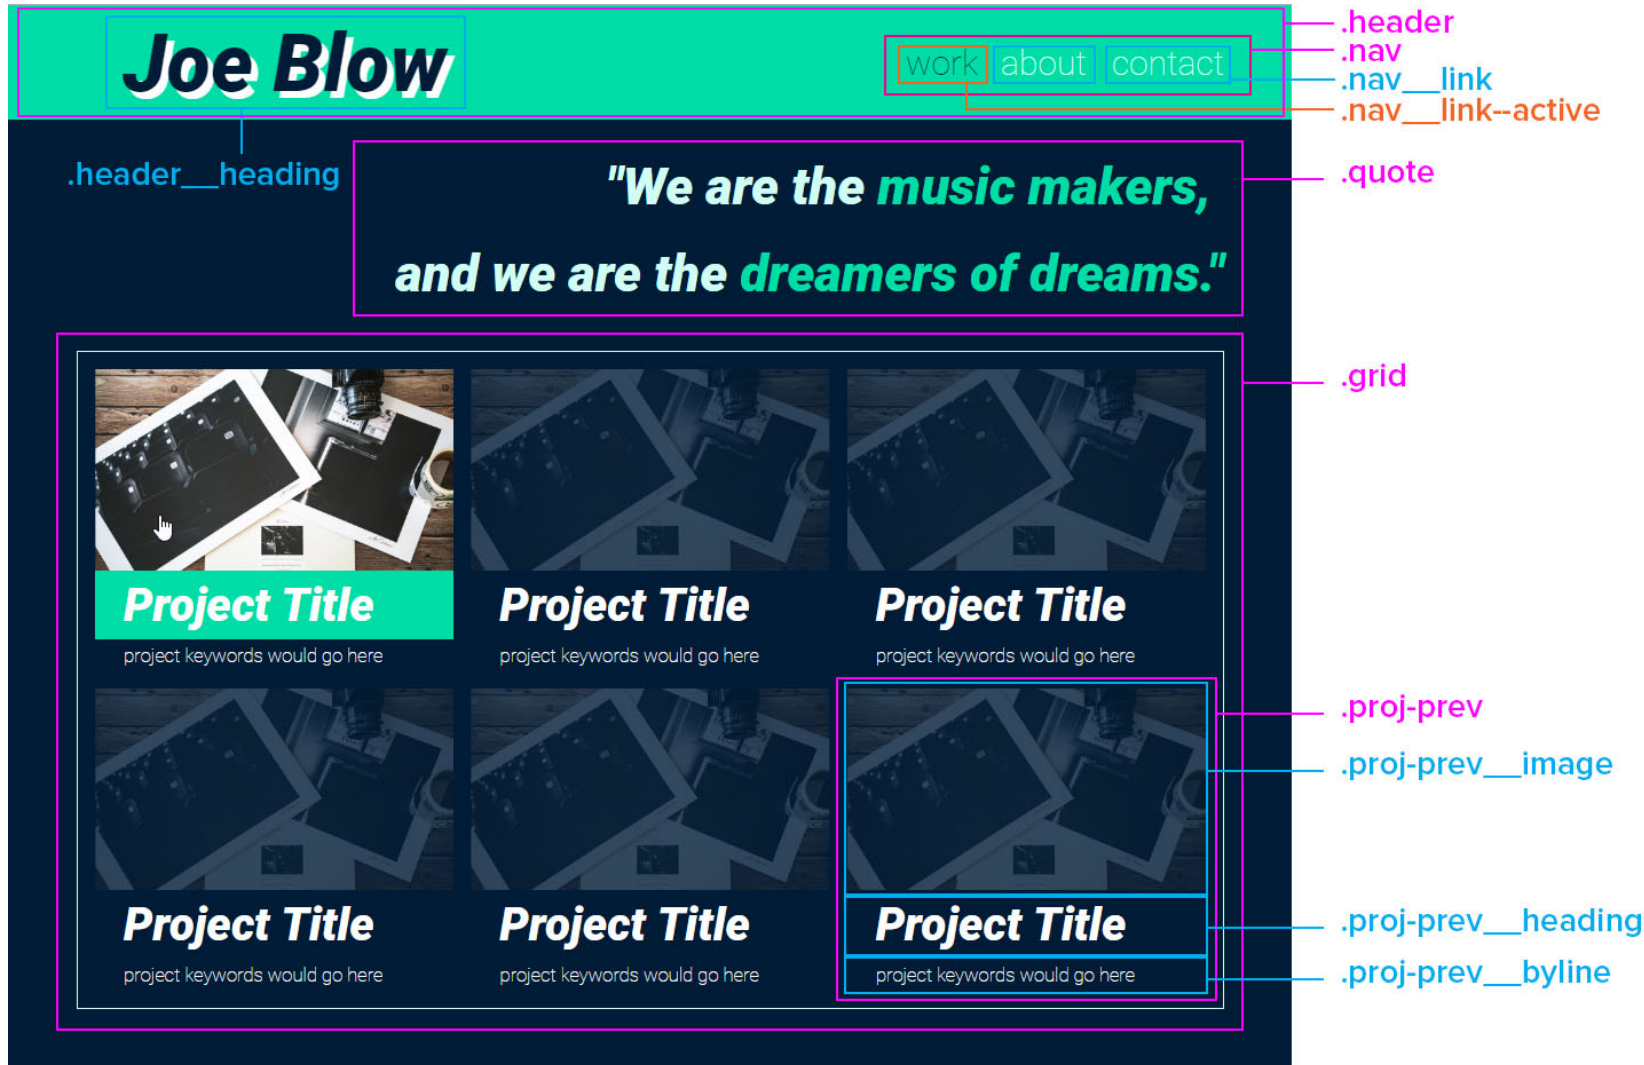 Joe Blow
work about contact
.header
.nav
.nav__link
.nav__link--active
.header__heading
"We are the music makers,
and we are the dreamers of dreams."
.quote
.grid
Project Title
project keywords would go here
Project Title
project keywords would go here
Project Title
project keywords would go here
Project Title
project keywords would go here
Project Title
project keywords would go here
Project Title
project keywords would go here
.proj-prev
.proj-prev__image
.proj-prev__heading
.proj-prev__byline